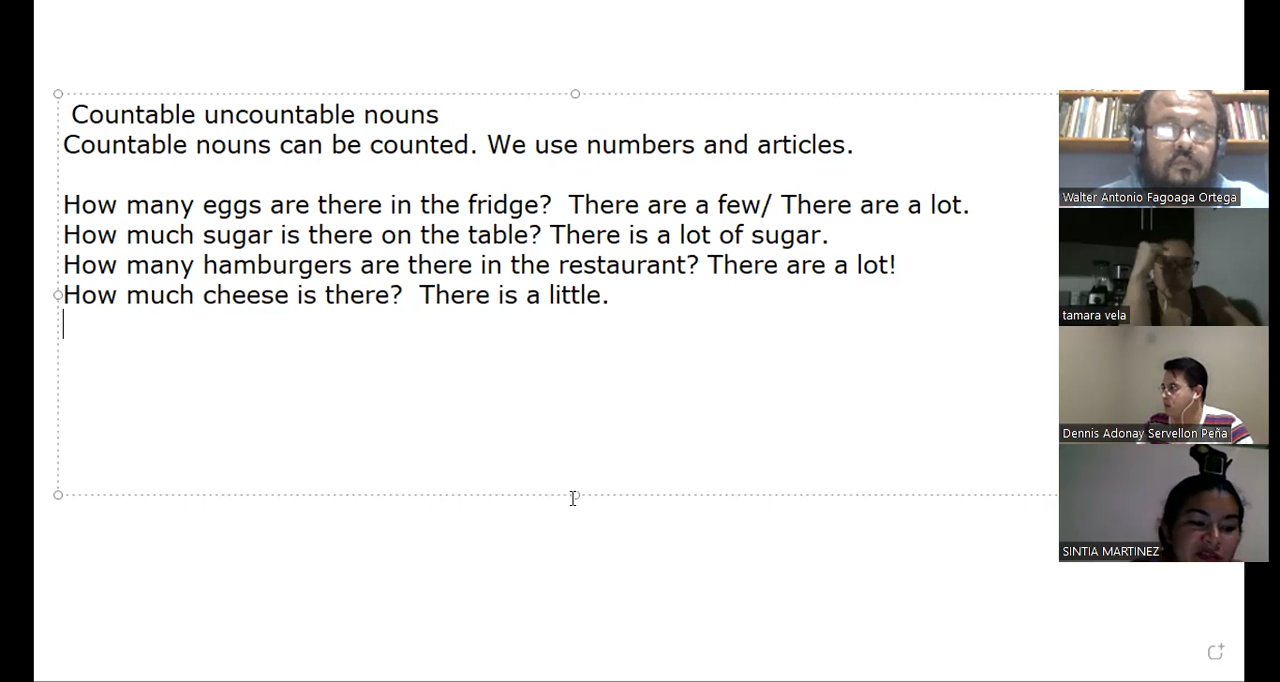 Countable uncountable nouns
Countable nouns can be counted. We use numbers and articles.
How many eggs are there in the fridge?  There are a few/ There are a lot.
How much sugar is there on the table? There is a lot of sugar.
How many hamburgers are there in the restaurant? There are a lot!
How much cheese is there?  There is a little.
Walter Antonio Fagoaga Ortega
tamara vela
Dennis Adonay Servellon Peña
SINTIA MARTINEZ